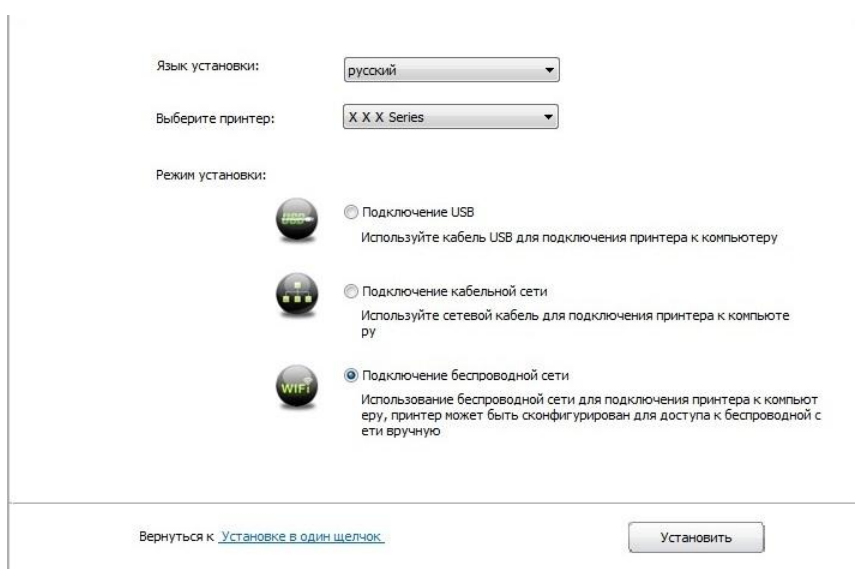 Язык установки:
русский
Выберите принтер:
X X X Series
Режим установки:
USB
Подключение USB
Используйте кабель USB для подключения принтера к компьютеру
Подключение кабельной сети
Используйте сетевой кабель для подключения принтера к компьюте
ру
WiFi
Подключение беспроводной сети
Использование беспроводной сети для подключения принтера к компьют
еру, принтер может быть сконфигурирован для доступа к беспроводной с
ети вручную
Вернуться к Установке в один щелчок
Установить